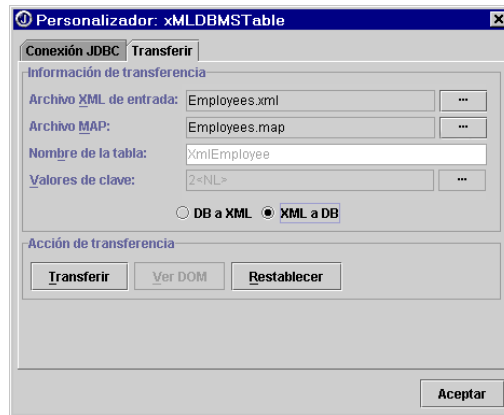 Personalizador: xMLDBMSTable
Conexión JDBC Transferir
Información de transferencia
Archivo XML de entrada: Employees.xml ...
Archivo MAP: Employees.map ...
Nombre de la tabla: XmlEmployee
Valores de clave: 2<NL> ...
DB a XML XML a DB
Acción de transferencia
Transferir Ver DOM Restablecer
Aceptar